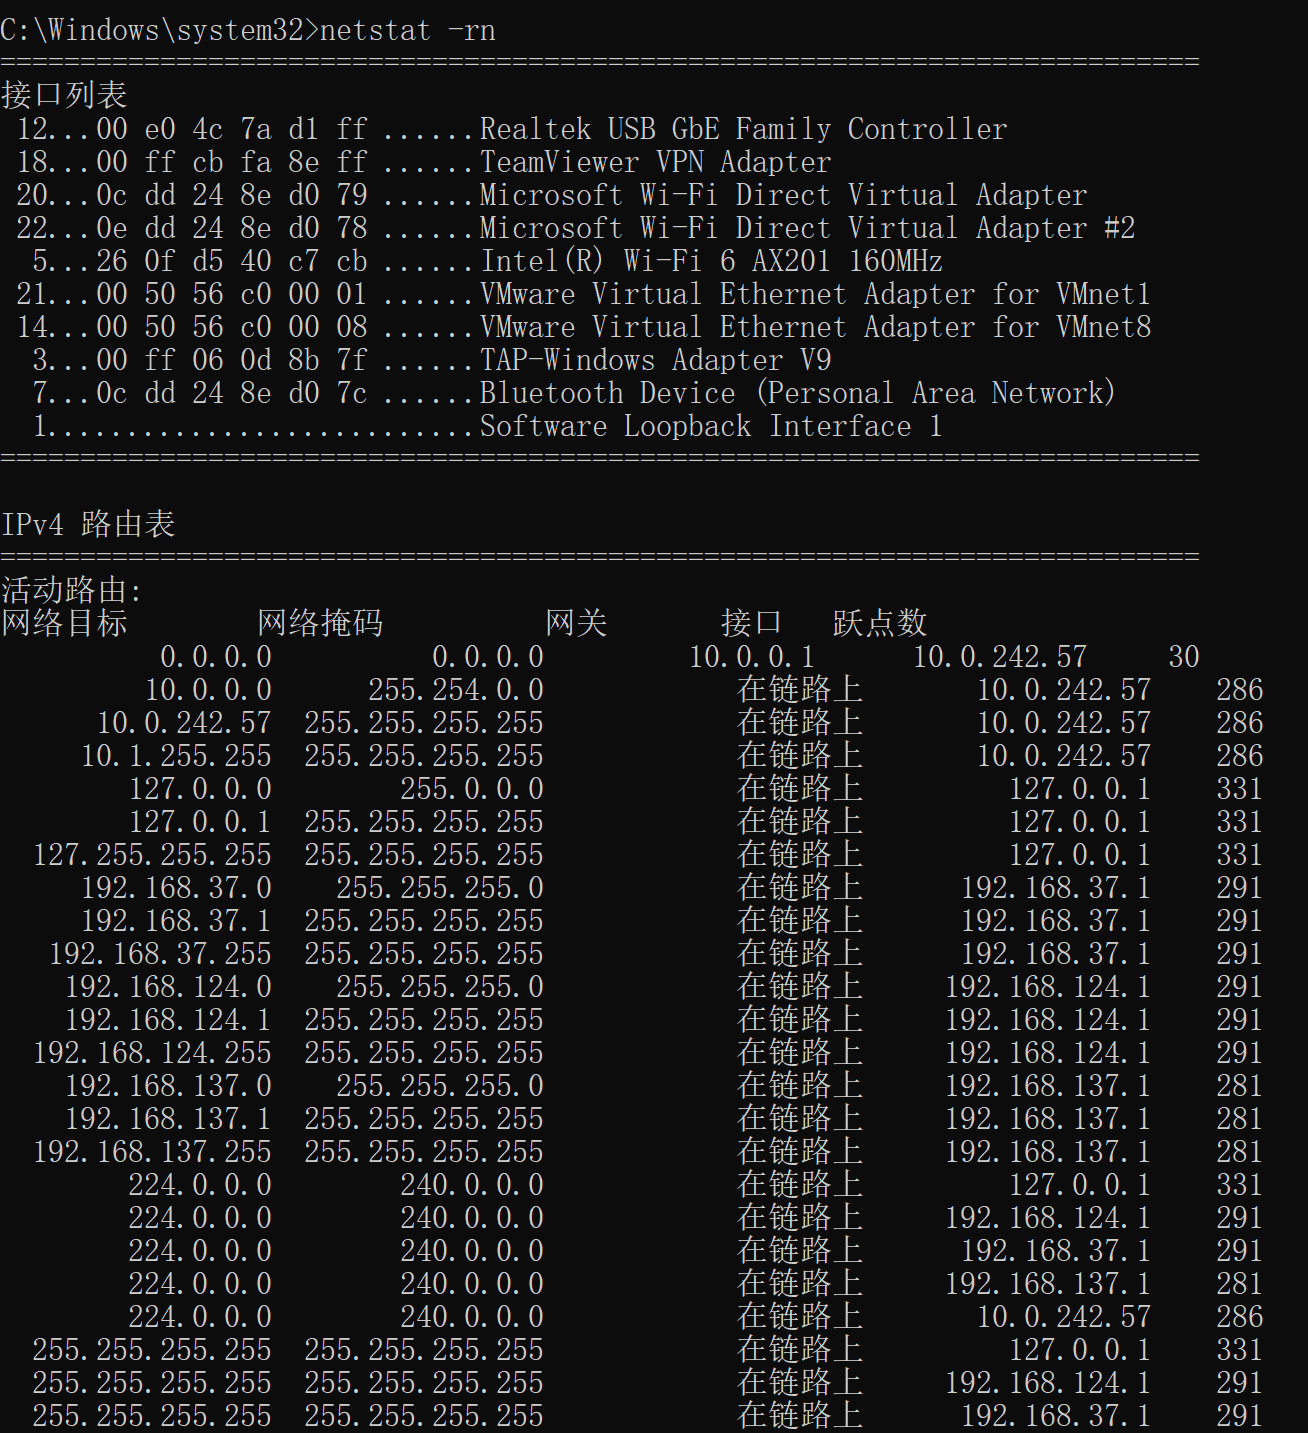 C:\Windows\system32>netstat -rn
===========================================================================
接口列表
 12...00 e0 4c 7a d1 ff ......Realtek USB GbE Family Controller
 18...00 ff cb fa 8e ff ......TeamViewer VPN Adapter
 20...0c dd 24 8e d0 79 ......Microsoft Wi-Fi Direct Virtual Adapter
 22...0e dd 24 8e d0 78 ......Microsoft Wi-Fi Direct Virtual Adapter #2
  5...26 0f d5 40 c7 cb ......Intel(R) Wi-Fi 6 AX201 160MHz
 21...00 50 56 c0 00 01 ......VMware Virtual Ethernet Adapter for VMnet1
 14...00 50 56 c0 00 08 ......VMware Virtual Ethernet Adapter for VMnet8
  3...00 ff 06 0d 8b 7f ......TAP-Windows Adapter V9
  7...0c dd 24 8e d0 7c ......Bluetooth Device (Personal Area Network)
  1...........................Software Loopback Interface 1
===========================================================================
IPv4 路由表
===========================================================================
活动路由:
网络目标        网络掩码          网关       接口   跃点数
          0.0.0.0          0.0.0.0         10.0.0.1      10.0.242.57     30
         10.0.0.0      255.254.0.0            在链路上       10.0.242.57    286
      10.0.242.57  255.255.255.255            在链路上       10.0.242.57    286
     10.1.255.255  255.255.255.255            在链路上       10.0.242.57    286
        127.0.0.0        255.0.0.0            在链路上         127.0.0.1    331
        127.0.0.1  255.255.255.255            在链路上         127.0.0.1    331
  127.255.255.255  255.255.255.255            在链路上         127.0.0.1    331
     192.168.37.0    255.255.255.0            在链路上      192.168.37.1    291
     192.168.37.1  255.255.255.255            在链路上      192.168.37.1    291
   192.168.37.255  255.255.255.255            在链路上      192.168.37.1    291
    192.168.124.0    255.255.255.0            在链路上     192.168.124.1    291
    192.168.124.1  255.255.255.255            在链路上     192.168.124.1    291
  192.168.124.255  255.255.255.255            在链路上     192.168.124.1    291
    192.168.137.0    255.255.255.0            在链路上     192.168.137.1    281
    192.168.137.1  255.255.255.255            在链路上     192.168.137.1    281
  192.168.137.255  255.255.255.255            在链路上     192.168.137.1    281
        224.0.0.0        240.0.0.0            在链路上         127.0.0.1    331
        224.0.0.0        240.0.0.0            在链路上     192.168.124.1    291
        224.0.0.0        240.0.0.0            在链路上      192.168.37.1    291
        224.0.0.0        240.0.0.0            在链路上     192.168.137.1    281
        224.0.0.0        240.0.0.0            在链路上       10.0.242.57    286
  255.255.255.255  255.255.255.255            在链路上         127.0.0.1    331
  255.255.255.255  255.255.255.255            在链路上     192.168.124.1    291
  255.255.255.255  255.255.255.255            在链路上      192.168.37.1    291